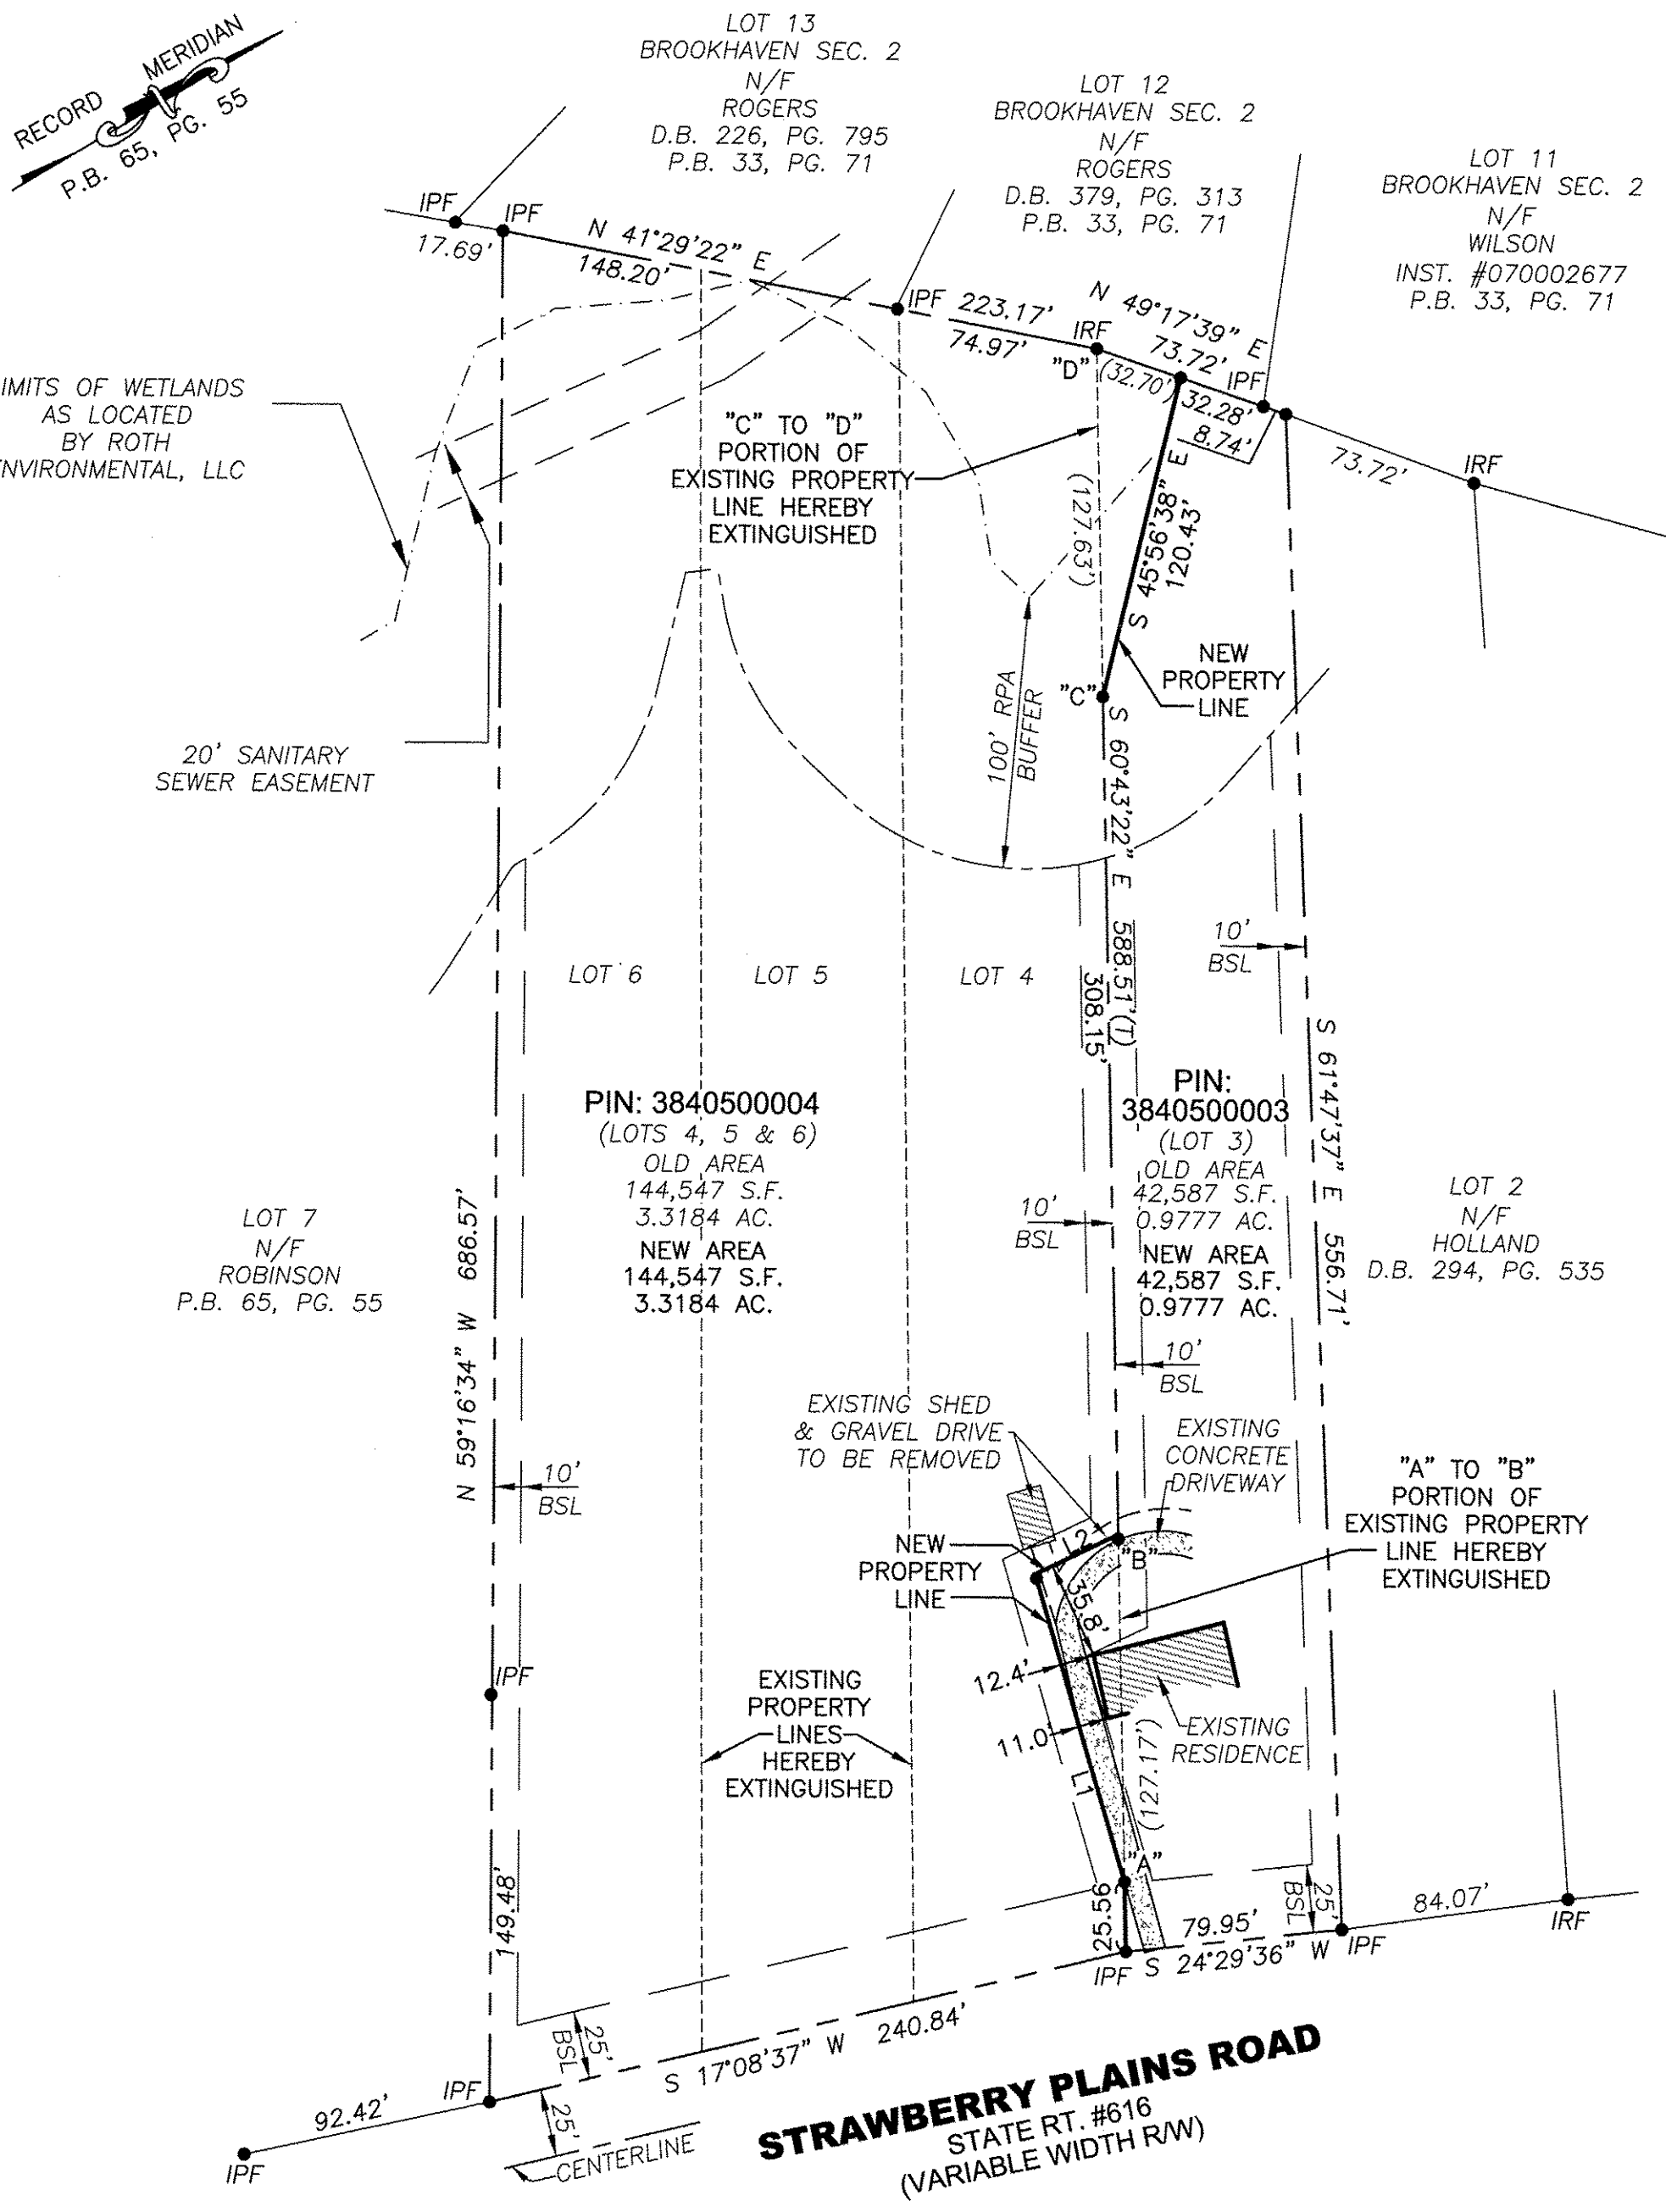 RECORD MERIDIAN
P.B. 65, PG. 55
LOT 13
BROOKHAVEN SEC. 2
N/F
ROGERS
D.B. 226, PG. 795
P.B. 33, PG. 71
LOT 12
BROOKHAVEN SEC. 2
N/F
ROGERS
D.B. 379, PG. 313
P.B. 33, PG. 71
LOT 11
BROOKHAVEN SEC. 2
N/F
WILSON
INST. #070002677
P.B. 33, PG. 71
IPF
17.69'
IPF
N 41°29'22" E
148.20'
IPF
223.17'
74.97'
IRF
"D"
N 49°17'39" E
73.72'
(32.70')
IPF
32.28'
8.74'
73.72'
IRF
IMITS OF WETLANDS
AS LOCATED
BY ROTH
NVIRONMENTAL, LLC
"C" TO "D"
PORTION OF
EXISTING PROPERTY
LINE HEREBY
EXTINGUISHED
(127.63')
S 45°56'38" E
120.43'
NEW
PROPERTY
LINE
"C"
100' RPA
BUFFER
20' SANITARY
SEWER EASEMENT
S 60°43'22" E 588.51'(T)
308.15'
10'
BSL
LOT 6
LOT 5
LOT 4
S 61°47'37" E 556.71'
PIN: 3840500004
(LOTS 4, 5 & 6)
OLD AREA
144,547 S.F.
3.3184 AC.
NEW AREA
144,547 S.F.
3.3184 AC.
PIN:
3840500003
(LOT 3)
OLD AREA
42,587 S.F.
0.9777 AC.
NEW AREA
42,587 S.F.
0.9777 AC.
10'
BSL
LOT 7
N/F
ROBINSON
P.B. 65, PG. 55
N 59°16'34" W 686.57'
LOT 2
N/F
HOLLAND
D.B. 294, PG. 535
10'
BSL
10'
BSL
EXISTING SHED
& GRAVEL DRIVE
TO BE REMOVED
EXISTING
CONCRETE
DRIVEWAY
"A" TO "B"
PORTION OF
EXISTING PROPERTY
LINE HEREBY
EXTINGUISHED
NEW
PROPERTY
LINE
L2
"B"
35.8'
12.4'
11.0'
L1
EXISTING
RESIDENCE
(127.17')
IPF
EXISTING
PROPERTY
LINES
HEREBY
EXTINGUISHED
149.48'
"A"
25.56'
25'
BSL
79.95'
S 24°29'36" W
IPF
IPF
84.07'
IRF
25'
BSL
S 17°08'37" W 240.84'
IPF
92.42'
IPF
25'
CENTERLINE
STRAWBERRY PLAINS ROAD
STATE RT. #616
(VARIABLE WIDTH R/W)